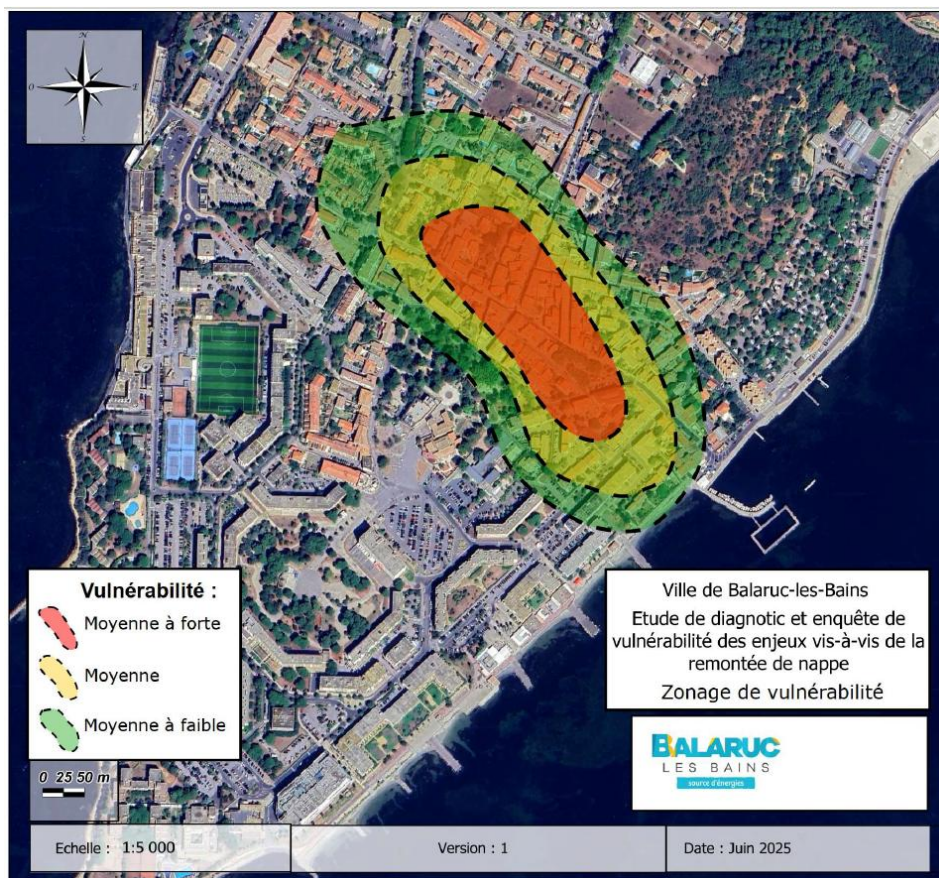 N
O
E
S
Vulnérabilité :
Moyenne à forte
Moyenne
Moyenne à faible
0 25 50 m
Ville de Balaruc-les-Bains
Etude de diagnotic et enquête de
vulnérabilité des enjeux vis-à-vis de la
remontée de nappe
Zonage de vulnérabilité
BALARUC
LES BAINS
source d'énergies
Echelle : 1:5 000
Version : 1
Date : Juin 2025